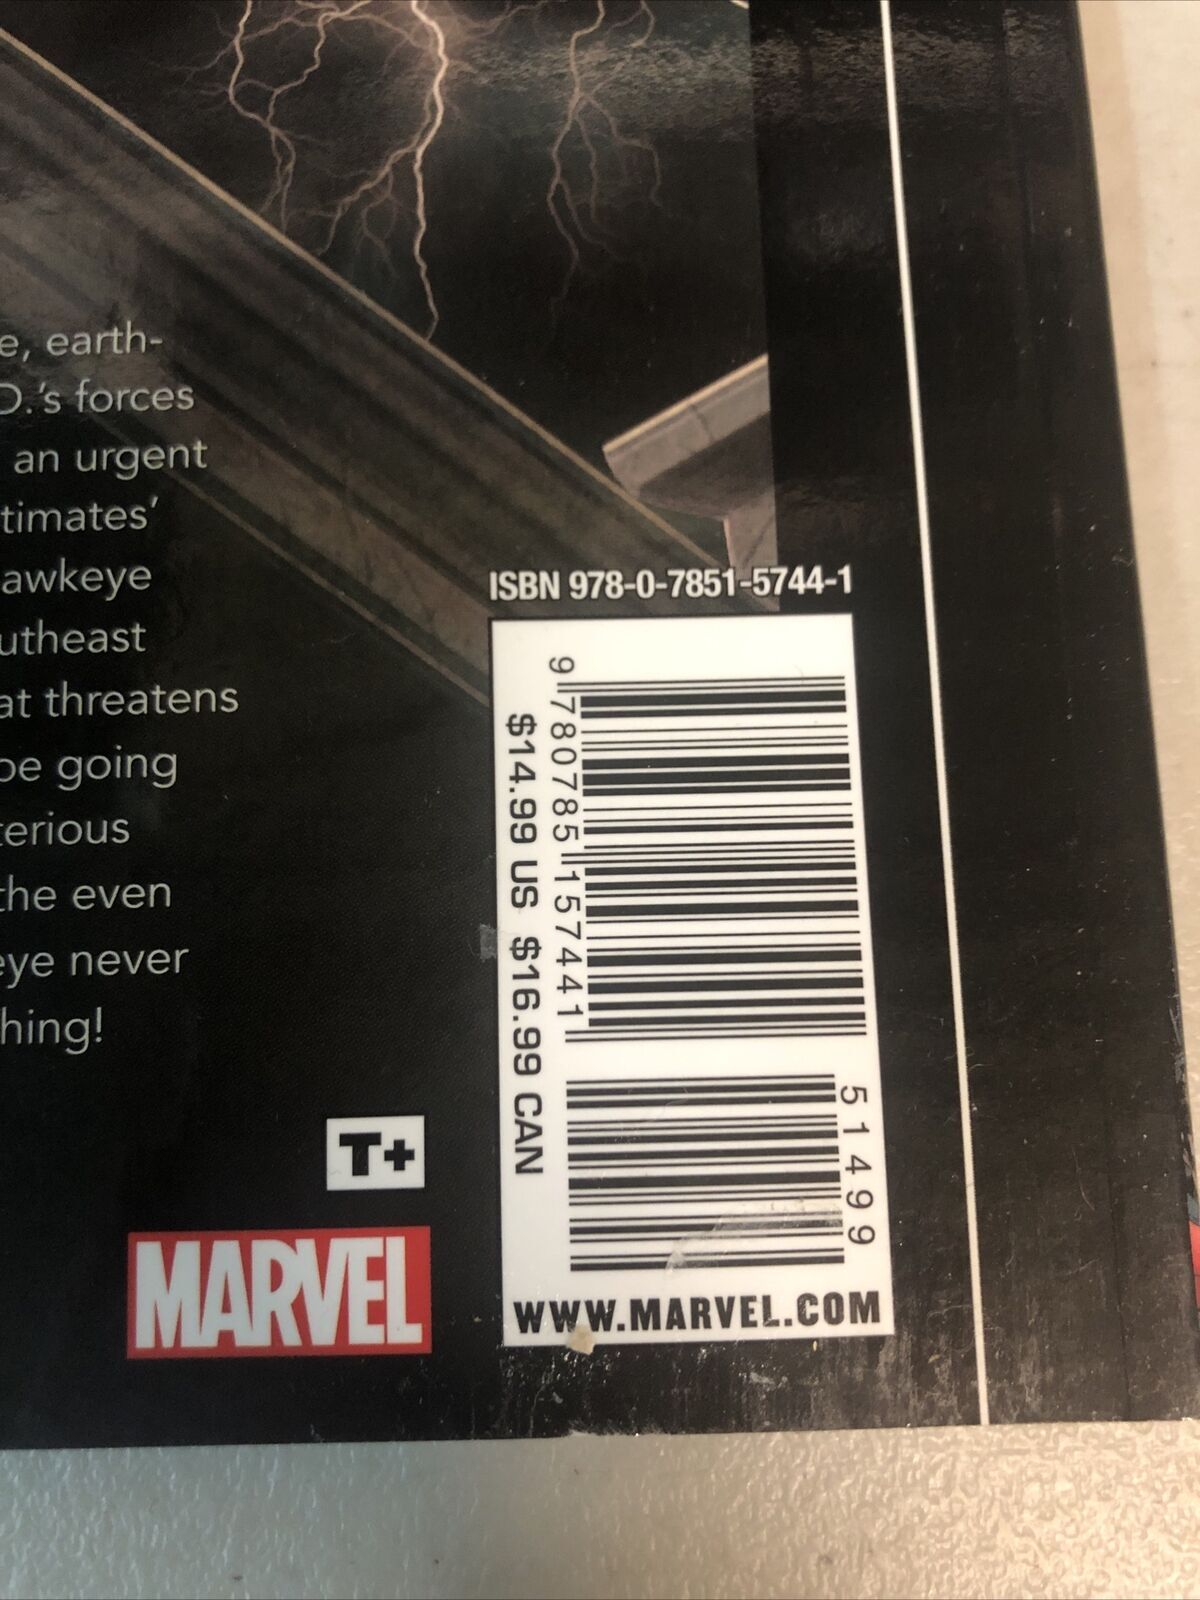 e, earth-
D.'s forces
an urgent
timates'
awkeye
utheast
at threatens
be going
terious
the even
eye never
hing!
T+
MARVEL
ISBN 978-0-7851-5744-1
9 780785 157441
$14.99 US $16.99 CAN
51499
WWW.MARVEL.COM